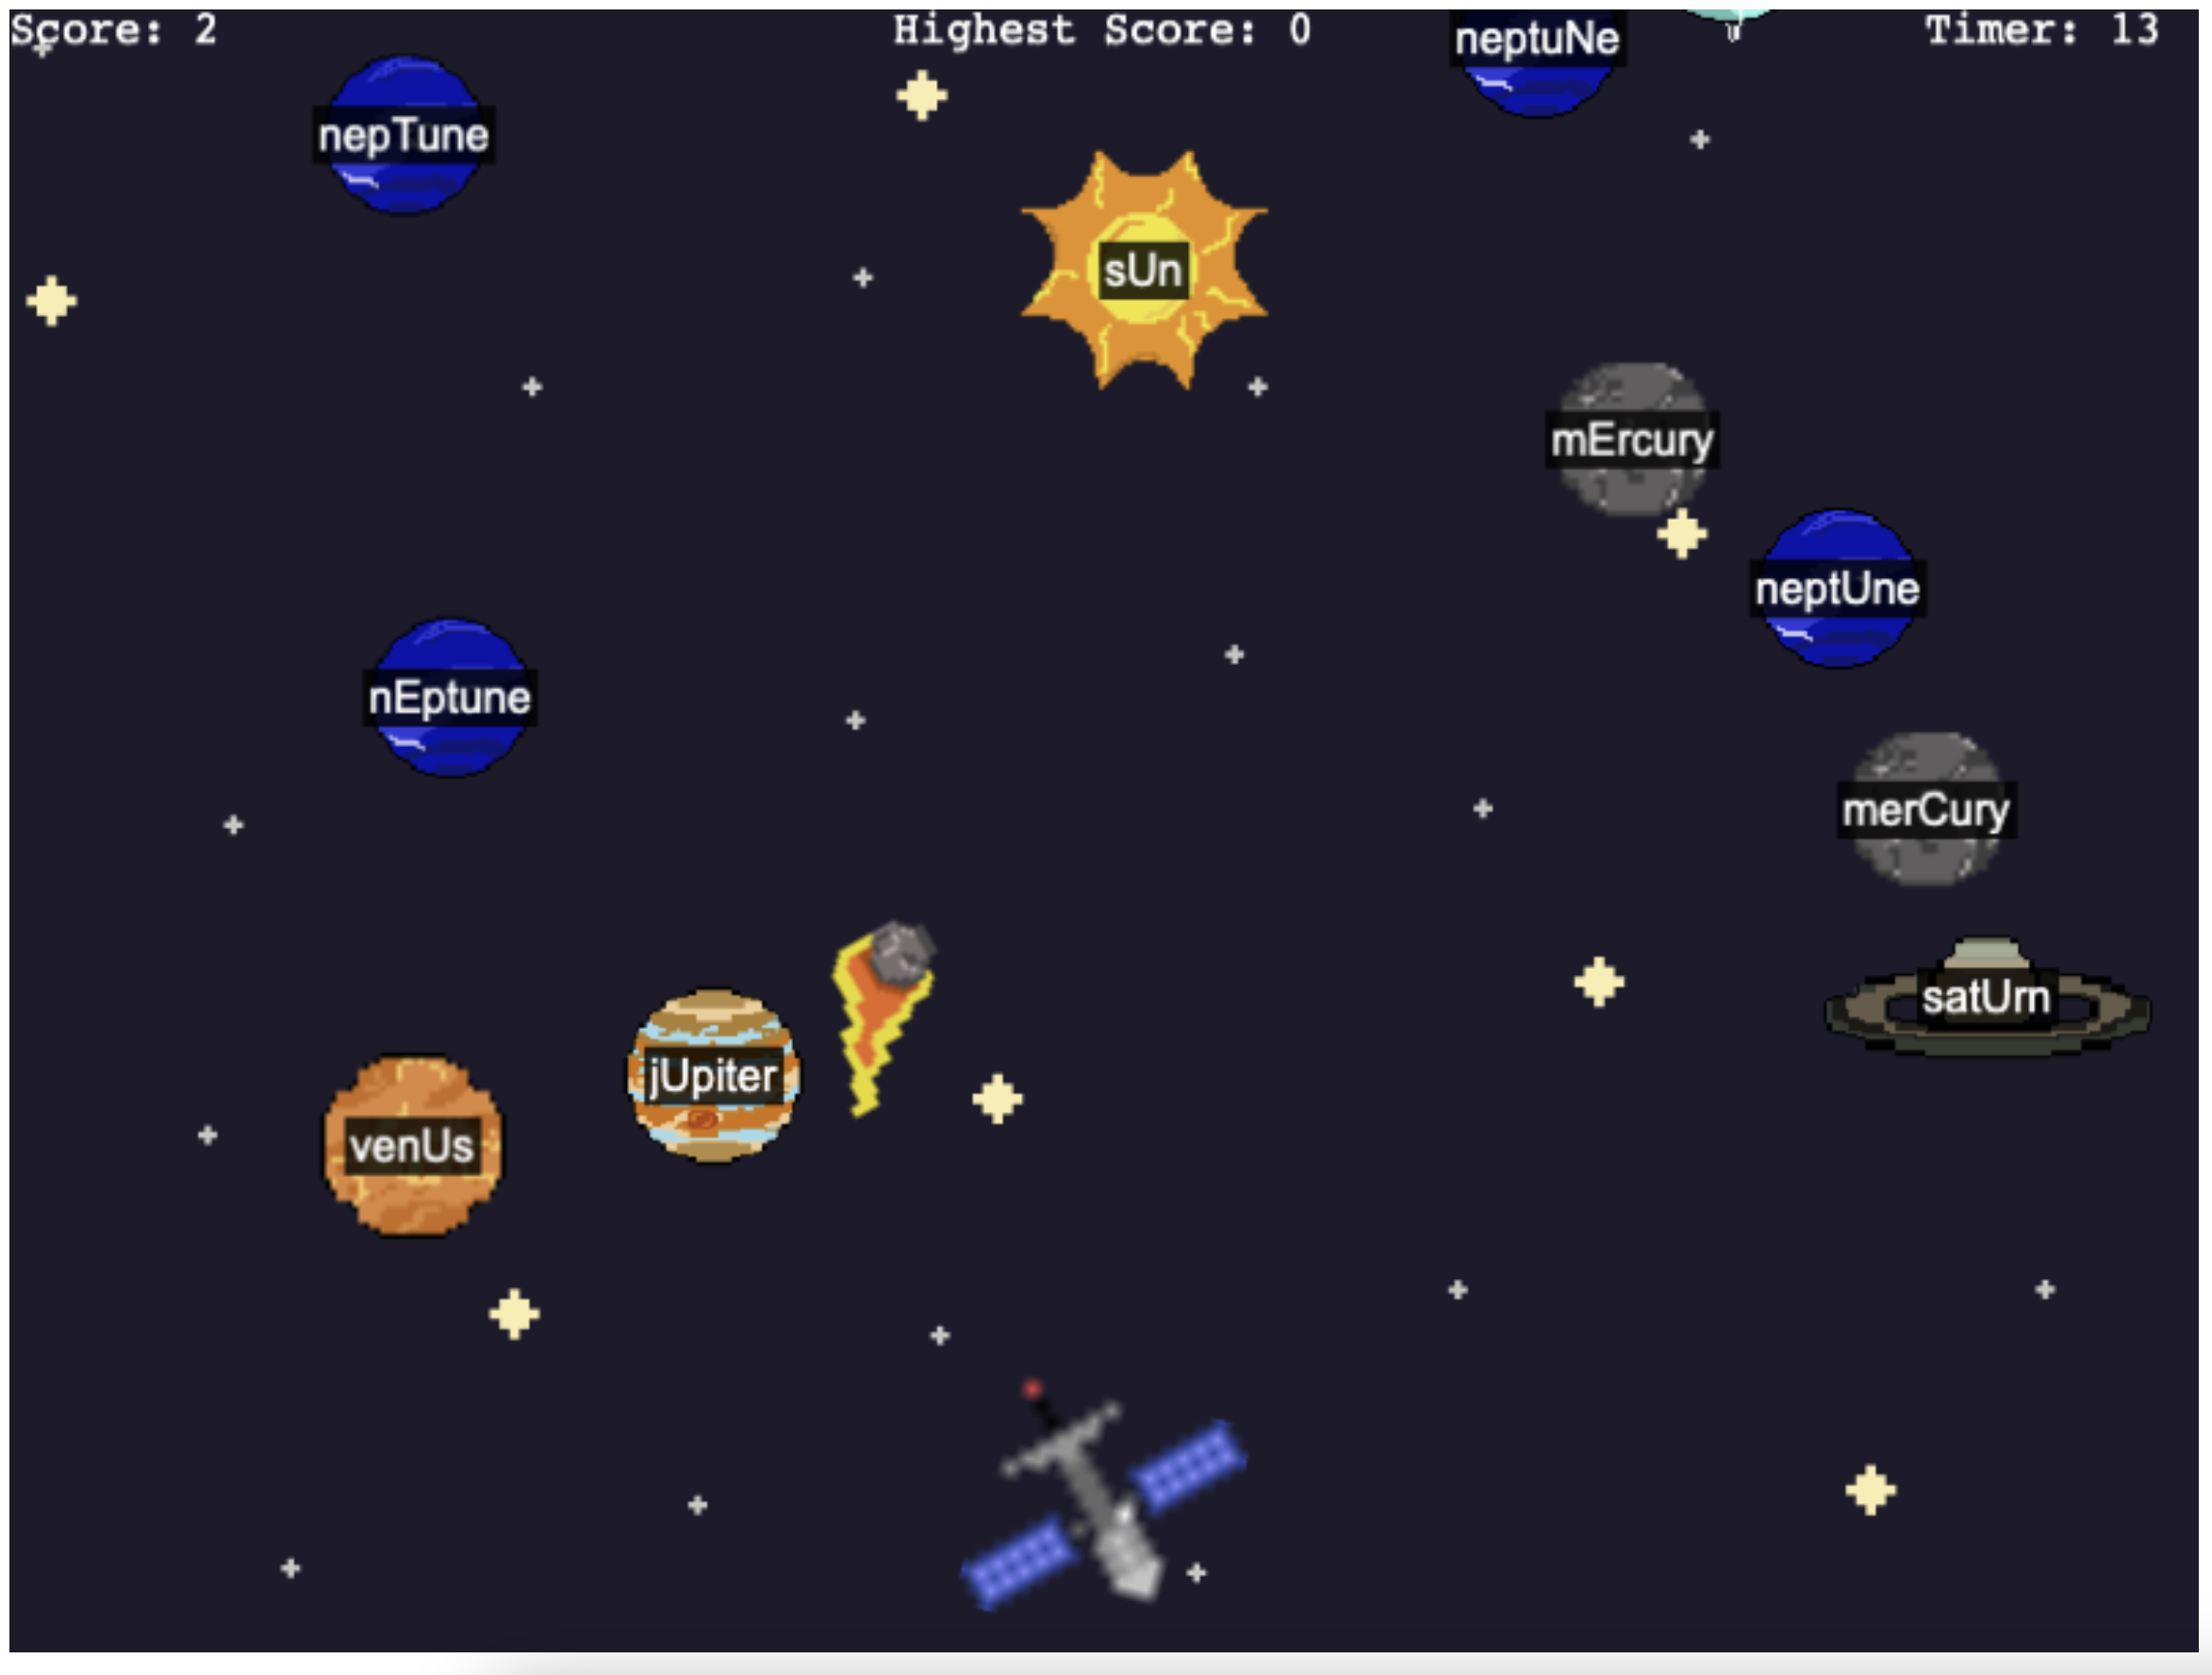 Score: 2
Highest Score: 0
neptuNe
Timer: 13
nepTune
sUn
mErcury
neptUne
nEptune
merCury
satUrn
jUpiter
venUs